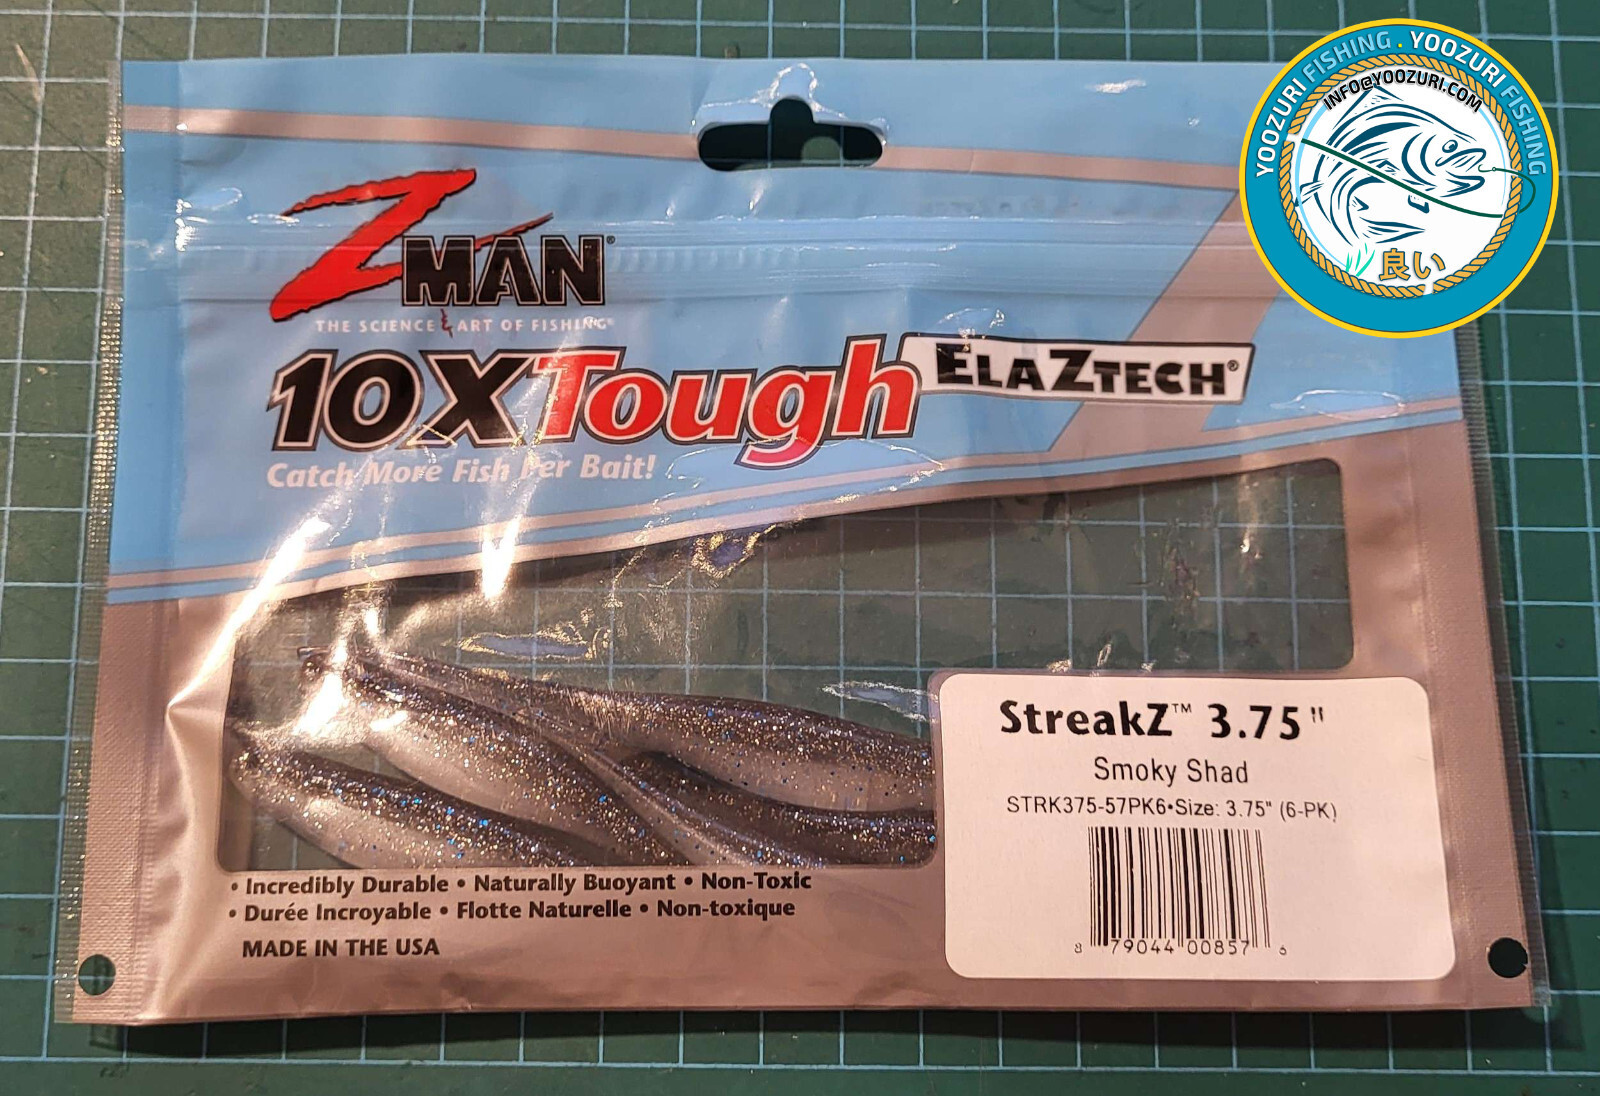 YOOZURI FISHING . YOOZURI FISHING
INFO@YOOZURI.COM
良い
ZMAN®
THE SCIENCE & ART OF FISHING®
10X Tough ELAZTECH®
Catch More Fish Per Bait!
StreakZ™ 3.75"
Smoky Shad
STRK375-57PK6•Size: 3.75" (6-PK)
8 79044 00857 6
• Incredibly Durable • Naturally Buoyant • Non-Toxic
• Durée Incroyable • Flotte Naturelle • Non-toxique
MADE IN THE USA